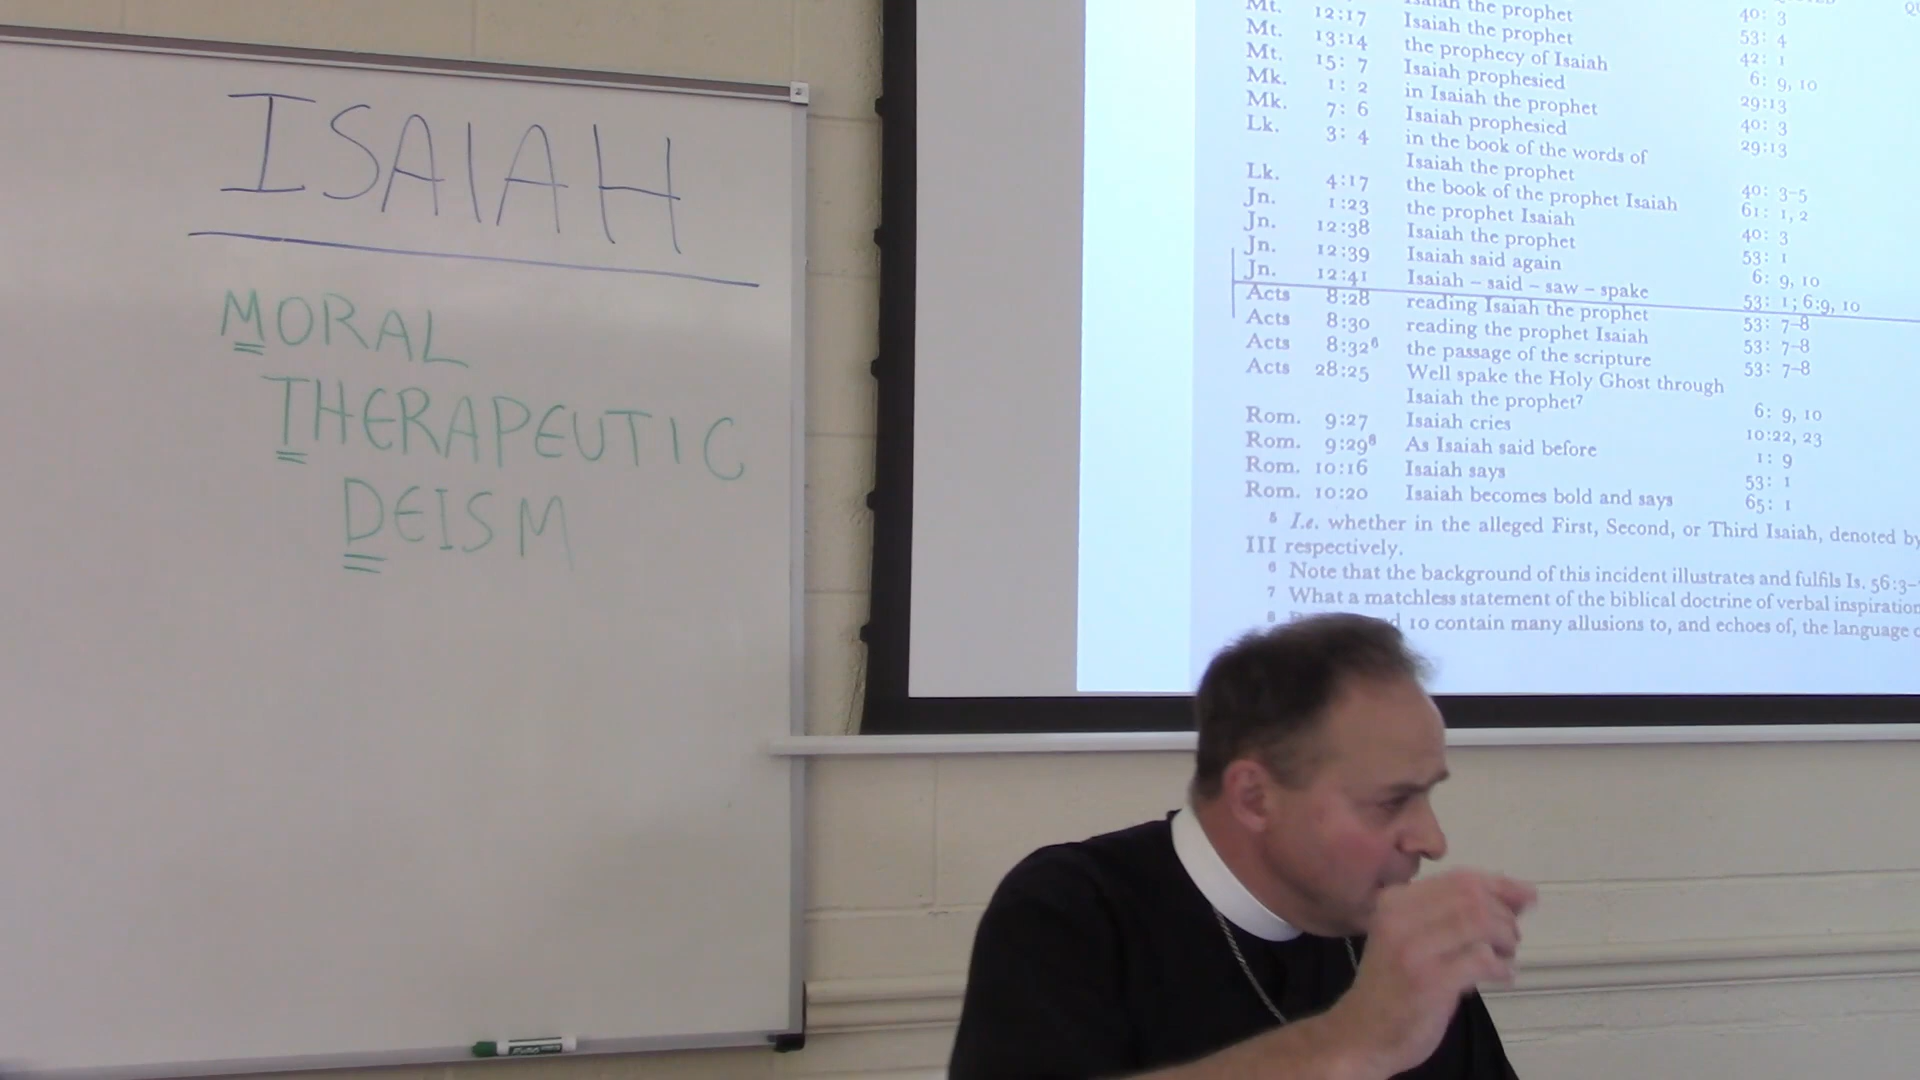 ISAIAH
MORAL
THERAPEUTIC
DEISM
Mt. 12:17 Isaiah the prophet 40: 3
Mt. 13:14 Isaiah the prophet 53: 4
Mt. 15: 7 the prophecy of Isaiah 42: 1
Mk. 1: 2 Isaiah prophesied 6: 9, 10
Mk. 7: 6 in Isaiah the prophet 29:13
Lk. 3: 4 Isaiah prophesied 40: 3
in the book of the words of 29:13
Isaiah the prophet
Lk. 4:17 the book of the prophet Isaiah 40: 3-5
Jn. 1:23 the prophet Isaiah 61: 1, 2
Jn. 12:38 Isaiah the prophet 40: 3
Jn. 12:39 Isaiah said again 53: 1
Jn. 12:41 Isaiah – said – saw – spake 6: 9, 10
Acts 8:28 reading Isaiah the prophet 53: 1; 6:9, 10
Acts 8:30 reading the prophet Isaiah 53: 7-8
Acts 8:32⁶ the passage of the scripture 53: 7-8
Acts 28:25 Well spake the Holy Ghost through 53: 7-8
Isaiah the prophet⁷
Rom. 9:27 Isaiah cries 6: 9, 10
Rom. 9:29⁸ As Isaiah said before 10:22, 23
Rom. 10:16 Isaiah says 1: 9
Rom. 10:20 Isaiah becomes bold and says 53: 1
65: 1
⁵ I.e. whether in the alleged First, Second, or Third Isaiah, denoted by
III respectively.
⁶ Note that the background of this incident illustrates and fulfils Is. 56:3-
⁷ What a matchless statement of the biblical doctrine of verbal inspiration
⁸ 10 contain many allusions to, and echoes of, the language